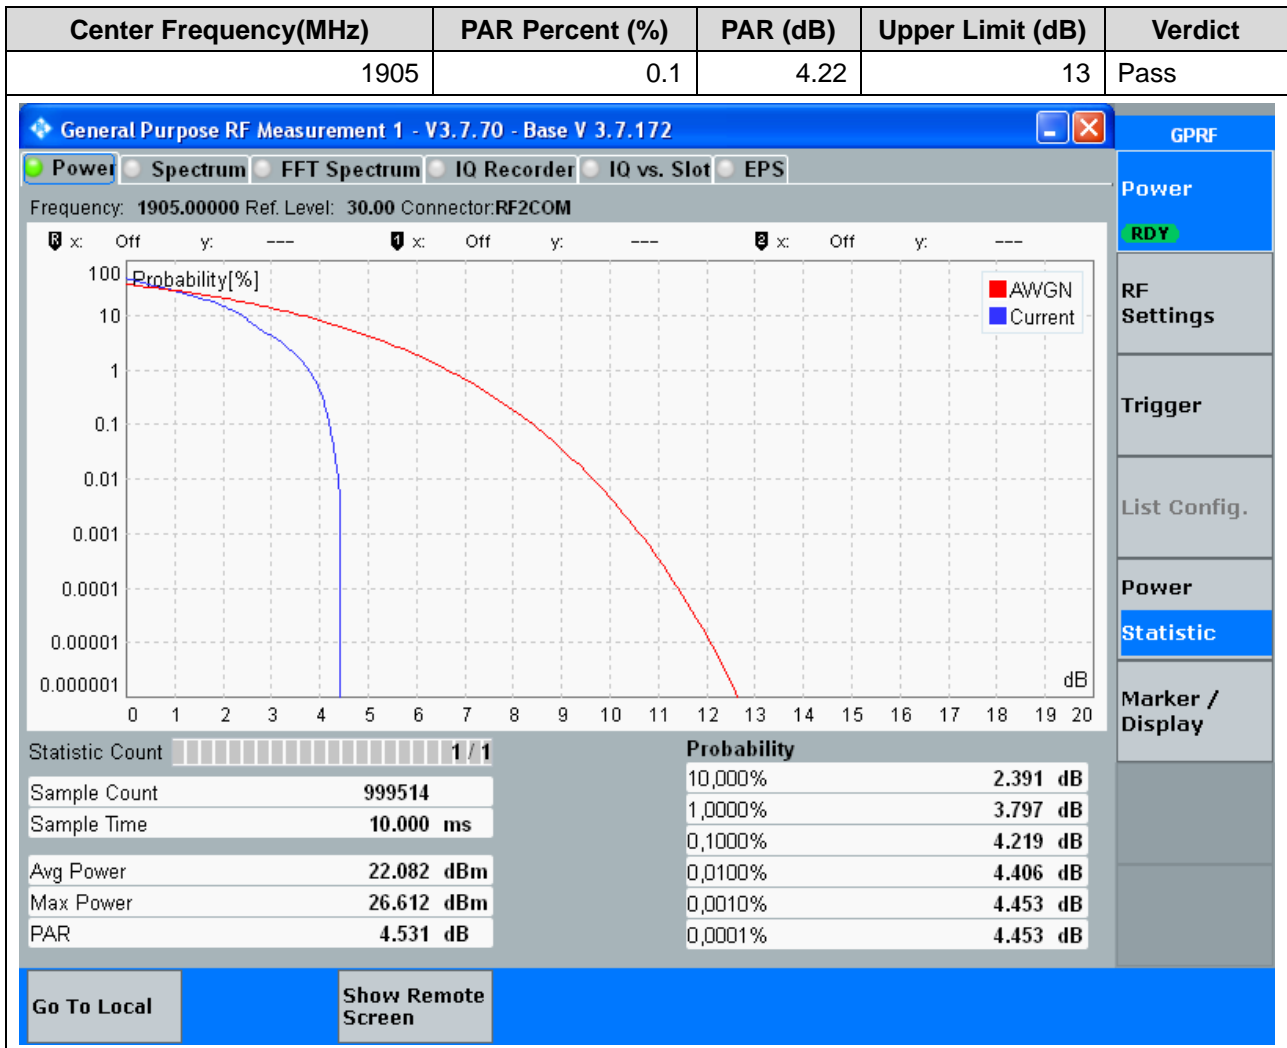 Center Frequency(MHz) PAR Percent (%) PAR (dB) Upper Limit (dB) Verdict
1905 0.1 4.22 13 Pass
General Purpose RF Measurement 1 - V3.7.70 - Base V 3.7.172
GPRF
Power Spectrum FFT Spectrum IQ Recorder IQ vs. Slot EPS
Power
RDY
Frequency: 1905.00000 Ref. Level: 30.00 Connector:RF2COM
R x: Off y: --- 1 x: Off y: --- 2 x: Off y: ---
Probability[%]
AWGN
Current
100
10
1
0.1
0.01
0.001
0.0001
0.00001
0.000001
dB
0 1 2 3 4 5 6 7 8 9 10 11 12 13 14 15 16 17 18 19 20
RF
Settings
Trigger
List Config.
Power
Statistic
Marker /
Display
Statistic Count 1 / 1
Sample Count 999514
Sample Time 10.000 ms
Avg Power 22.082 dBm
Max Power 26.612 dBm
PAR 4.531 dB
Probability
10,000% 2.391 dB
1,0000% 3.797 dB
0,1000% 4.219 dB
0,0100% 4.406 dB
0,0010% 4.453 dB
0,0001% 4.453 dB
Go To Local
Show Remote
Screen